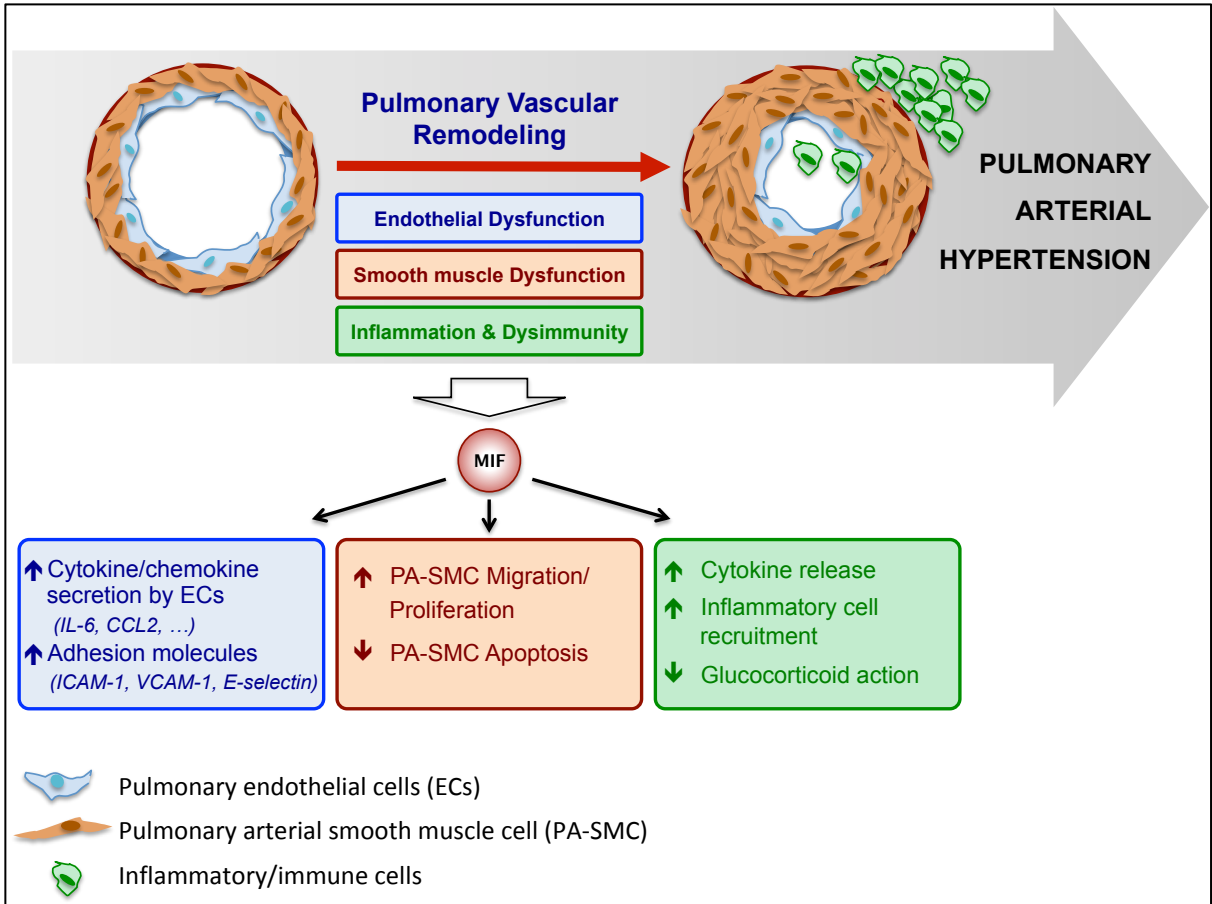 Pulmonary Vascular
Remodeling
Endothelial Dysfunction
Smooth muscle Dysfunction
Inflammation & Dysimmunity
PULMONARY
ARTERIAL
HYPERTENSION
MIF
↑ Cytokine/chemokine
secretion by ECs
(IL-6, CCL2, …)
↑ Adhesion molecules
(ICAM-1, VCAM-1, E-selectin)
↑ PA-SMC Migration/
Proliferation
↓ PA-SMC Apoptosis
↑ Cytokine release
↑ Inflammatory cell
recruitment
↓ Glucocorticoid action
Pulmonary endothelial cells (ECs)
Pulmonary arterial smooth muscle cell (PA-SMC)
Inflammatory/immune cells